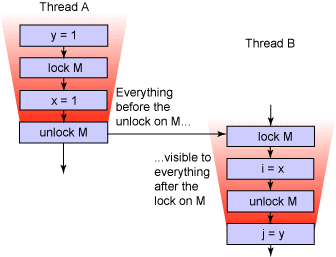 Thread A
y = 1
lock M
x = 1
unlock M
Everything
before the
unlock on M...
Thread B
...visible to
everything
after the
lock on M
lock M
i = x
unlock M
j = y